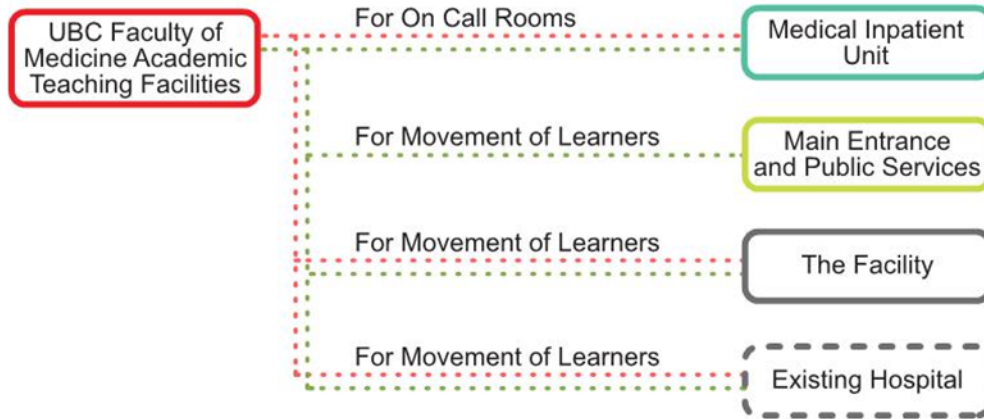 UBC Faculty of
Medicine Academic
Teaching Facilities
For On Call Rooms
Medical Inpatient
Unit
For Movement of Learners
Main Entrance
and Public Services
For Movement of Learners
The Facility
For Movement of Learners
Existing Hospital